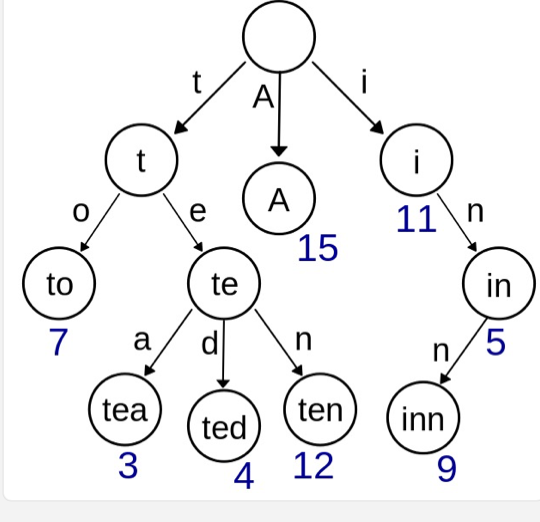 t A i
t A i
o e 15 11 n
to te in
7 a d n n 5
tea ted ten inn
3 4 12 9